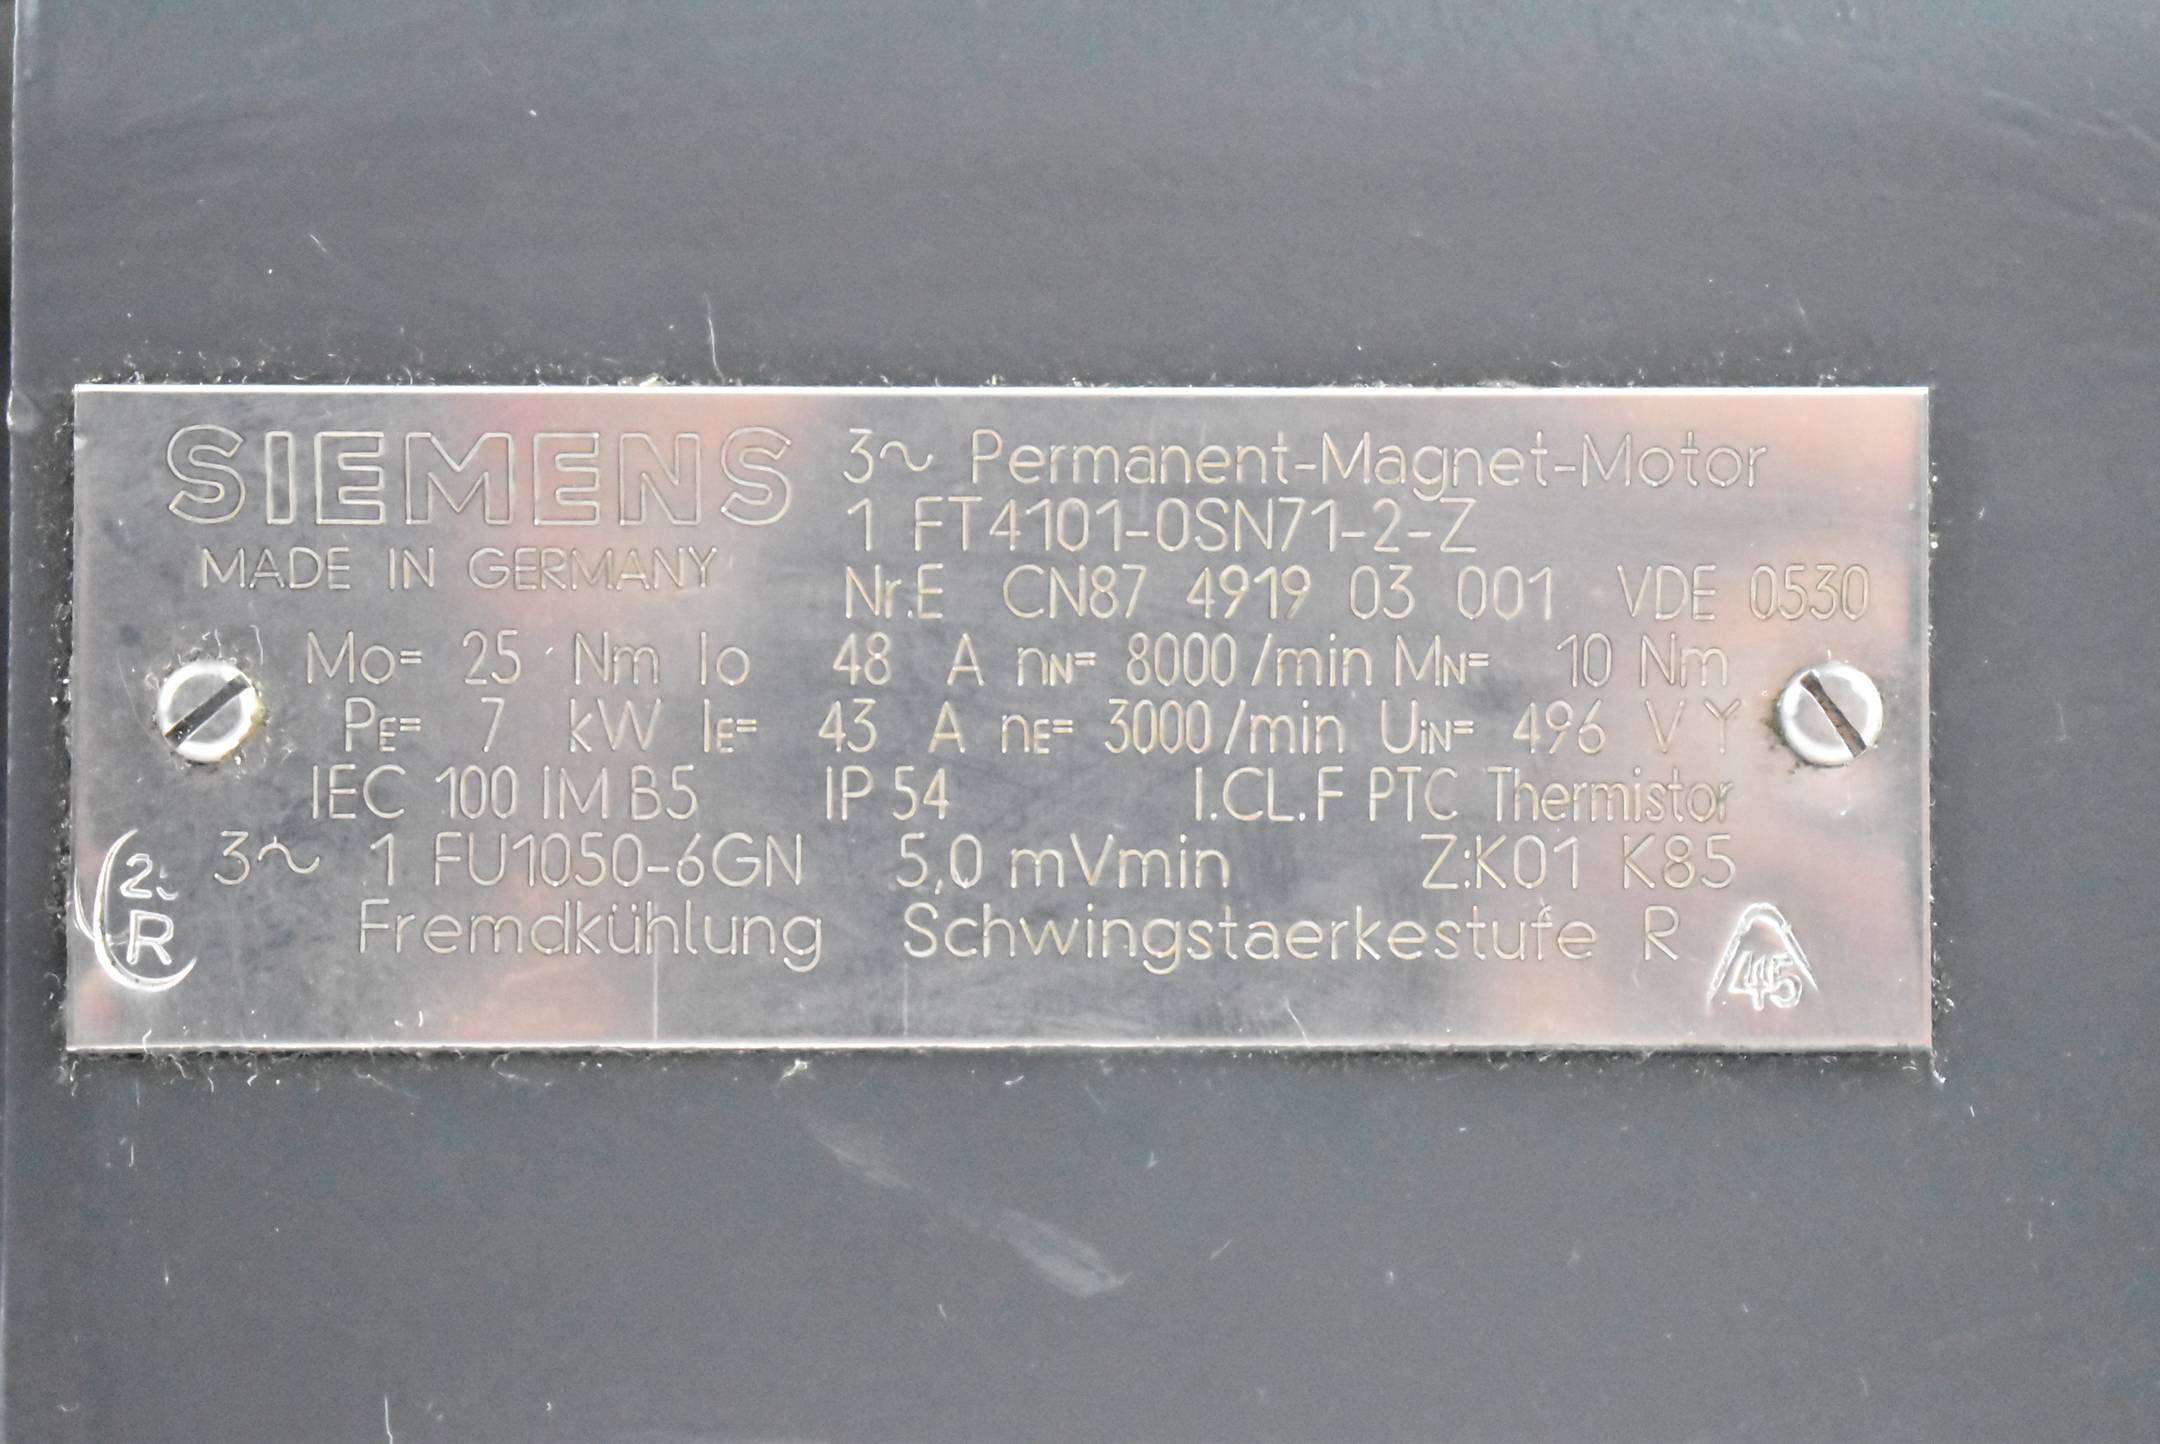 SIEMENS
MADE IN GERMANY
3~ Permanent-Magnet-Motor
1 FT4101-0SN71-2-Z
Nr.E CN87 4919 03 001 VDE 0530
Mo= 25 Nm Io 48 A nN= 8000/min MN= 10 Nm
PE= 7 kW IE= 43 A nE= 3000/min UiN= 496 V Y
IEC 100 IM B5 IP 54 I.CL.F PTC Thermistor
3~ 1 FU1050-6GN 5,0 mVmin Z:K01 K85
Fremdkühlung Schwingstaerkestufe R
R
45